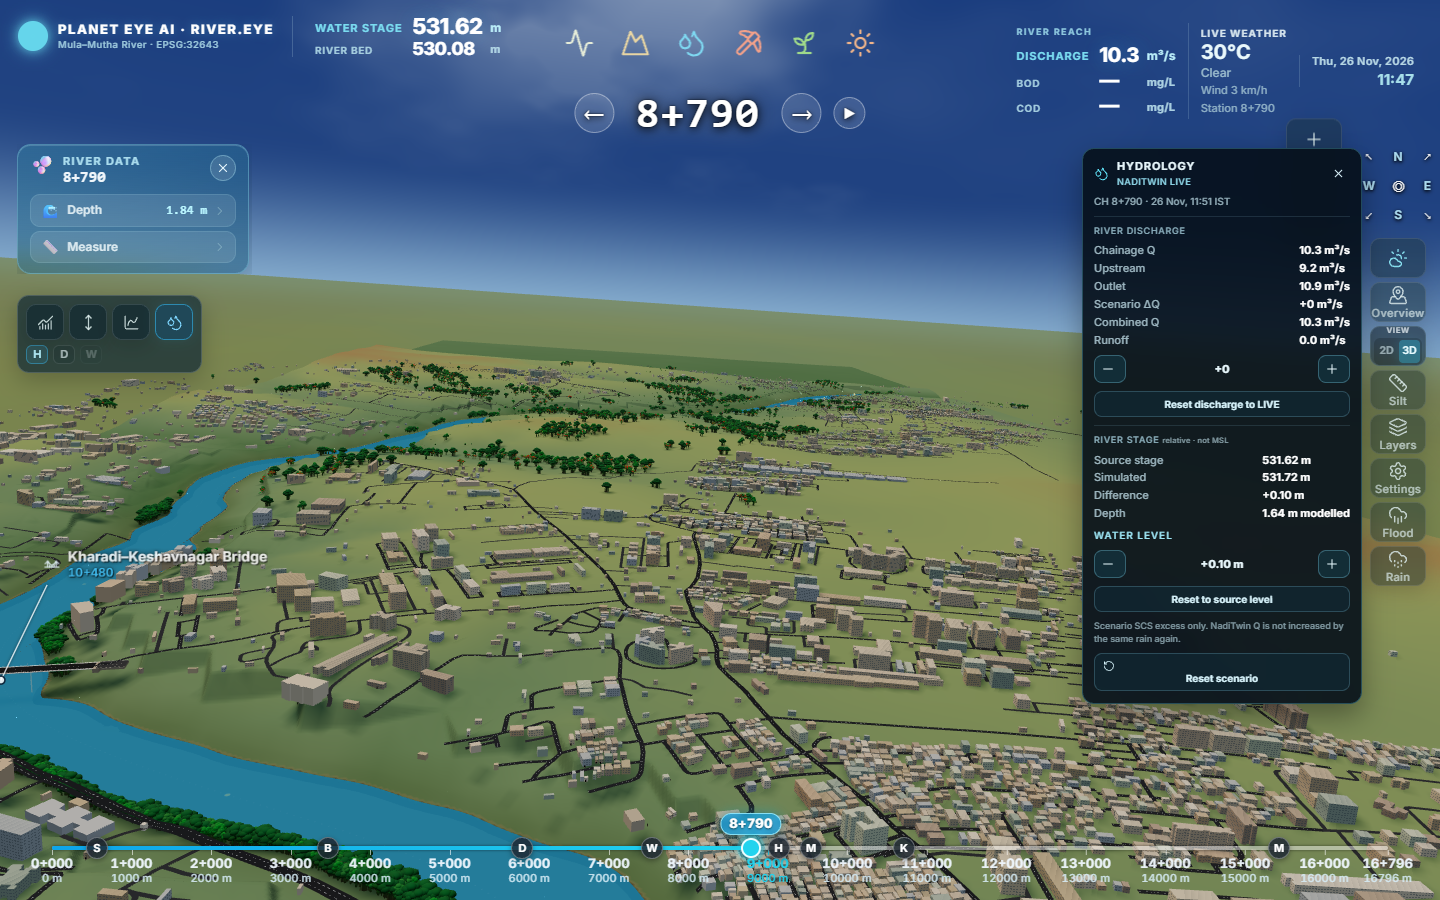 PLANET EYE AI · RIVER.EYE
Mula–Mutha River · EPSG:32643
WATER STAGE 531.62 m
RIVER BED 530.08 m
RIVER REACH
DISCHARGE 10.3 m³/s
BOD — mg/L
COD — mg/L
LIVE WEATHER
30°C
Clear
Wind 3 km/h
Station 8+790
Thu, 26 Nov, 2026
11:47
← 8+790 →
RIVER DATA
8+790
Depth 1.84 m
Measure
H D W
HYDROLOGY
NADITWIN LIVE
CH 8+790 · 26 Nov, 11:51 IST
RIVER DISCHARGE
Chainage Q 10.3 m³/s
Upstream 9.2 m³/s
Outlet 10.9 m³/s
Scenario ΔQ +0 m³/s
Combined Q 10.3 m³/s
Runoff 0.0 m³/s
− +0 +
Reset discharge to LIVE
RIVER STAGE relative · not MSL
Source stage 531.62 m
Simulated 531.72 m
Difference +0.10 m
Depth 1.64 m modelled
WATER LEVEL
− +0.10 m +
Reset to source level
Scenario SCS excess only. NadiTwin Q is not increased by
the same rain again.
Reset scenario
N
W E
S
Overview
VIEW
2D 3D
Silt
Layers
Settings
Flood
Rain
Kharadi–Keshavnagar Bridge
10+480
8+790
S B D W H M K M
0+000 1+000 2+000 3+000 4+000 5+000 6+000 7+000 8+000 9+000 10+000 11+000 12+000 13+000 14+000 15+000 16+000 16+796
0 m 1000 m 2000 m 3000 m 4000 m 5000 m 6000 m 7000 m 8000 m 9000 m 10000 m 11000 m 12000 m 13000 m 14000 m 15000 m 16000 m 16796 m